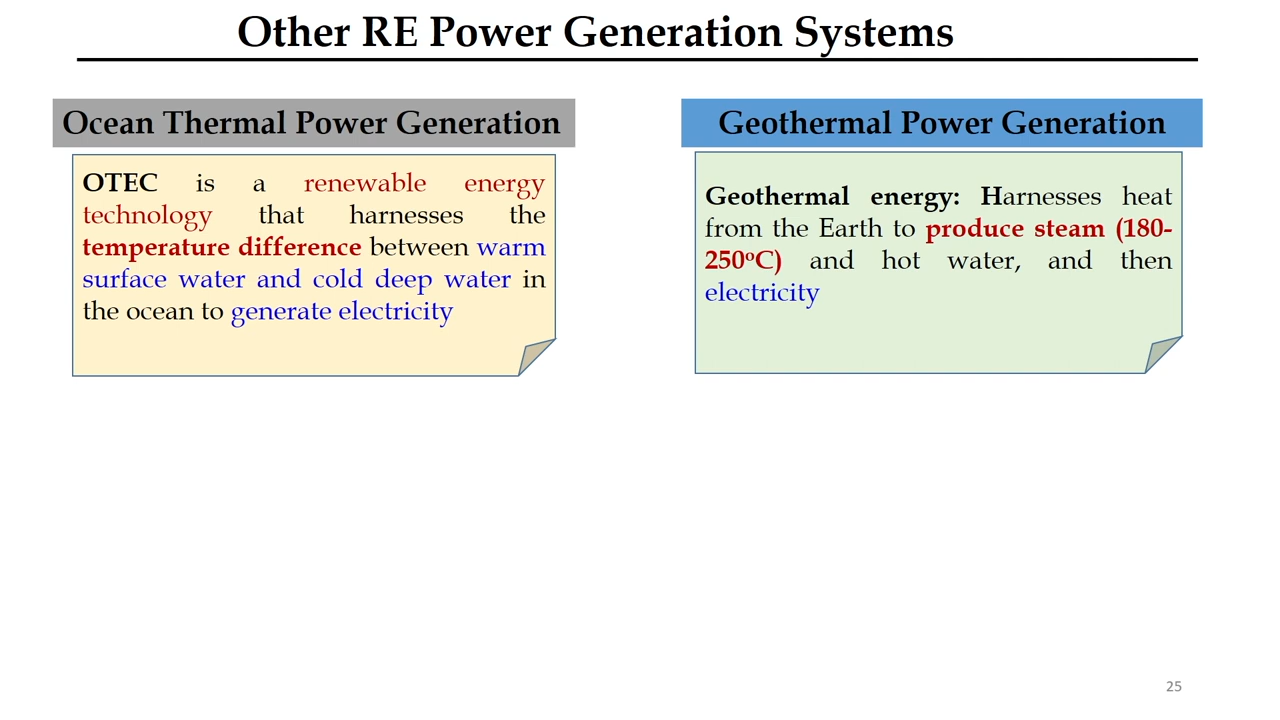 Other RE Power Generation Systems
Ocean Thermal Power Generation
OTEC is a renewable energy
technology that harnesses the
temperature difference between warm
surface water and cold deep water in
the ocean to generate electricity
Geothermal Power Generation
Geothermal energy: Harnesses heat
from the Earth to produce steam (180-
250ºC) and hot water, and then
electricity
25